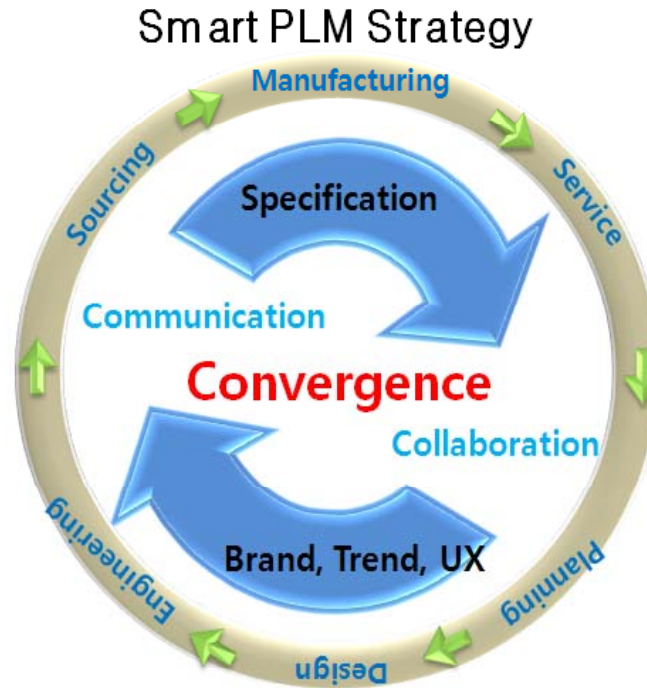 Smart PLM Strategy
Manufacturing
Sourcing
Service
Specification
Communication
Convergence
Collaboration
Engineering
Brand, Trend, UX
Planning
Design